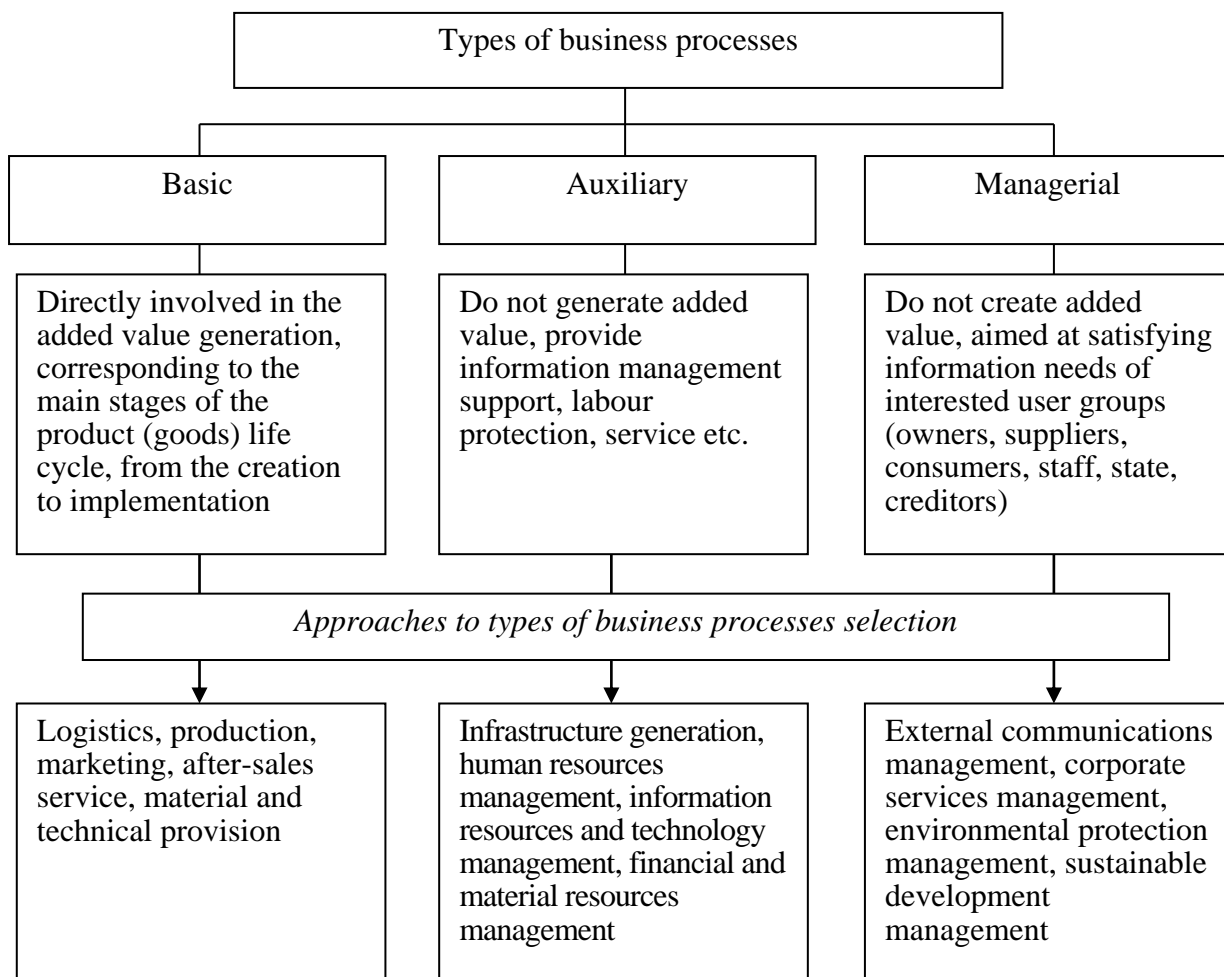 Types of business processes
Basic
Auxiliary
Managerial
Directly involved in the
added value generation,
corresponding to the
main stages of the
product (goods) life
cycle, from the creation
to implementation
Do not generate added
value, provide
information management
support, labour
protection, service etc.
Do not create added
value, aimed at satisfying
information needs of
interested user groups
(owners, suppliers,
consumers, staff, state,
creditors)
Approaches to types of business processes selection
Logistics, production,
marketing, after-sales
service, material and
technical provision
Infrastructure generation,
human resources
management, information
resources and technology
management, financial and
material resources
management
External communications
management, corporate
services management,
environmental protection
management, sustainable
development
management